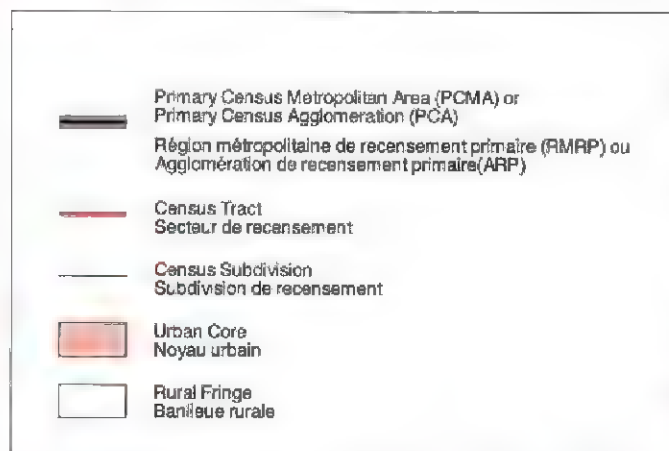 Primary Census Metropolitan Area (PCMA) or
Primary Census Agglomeration (PCA)
Région métropolitaine de recensement primaire (RMRP) ou
Agglomération de recensement primaire(ARP)
Census Tract
Secteur de recensement
Census Subdivision
Subdivision de recensement
Urban Core
Noyau urbain
Rural Fringe
Banlieue rurale